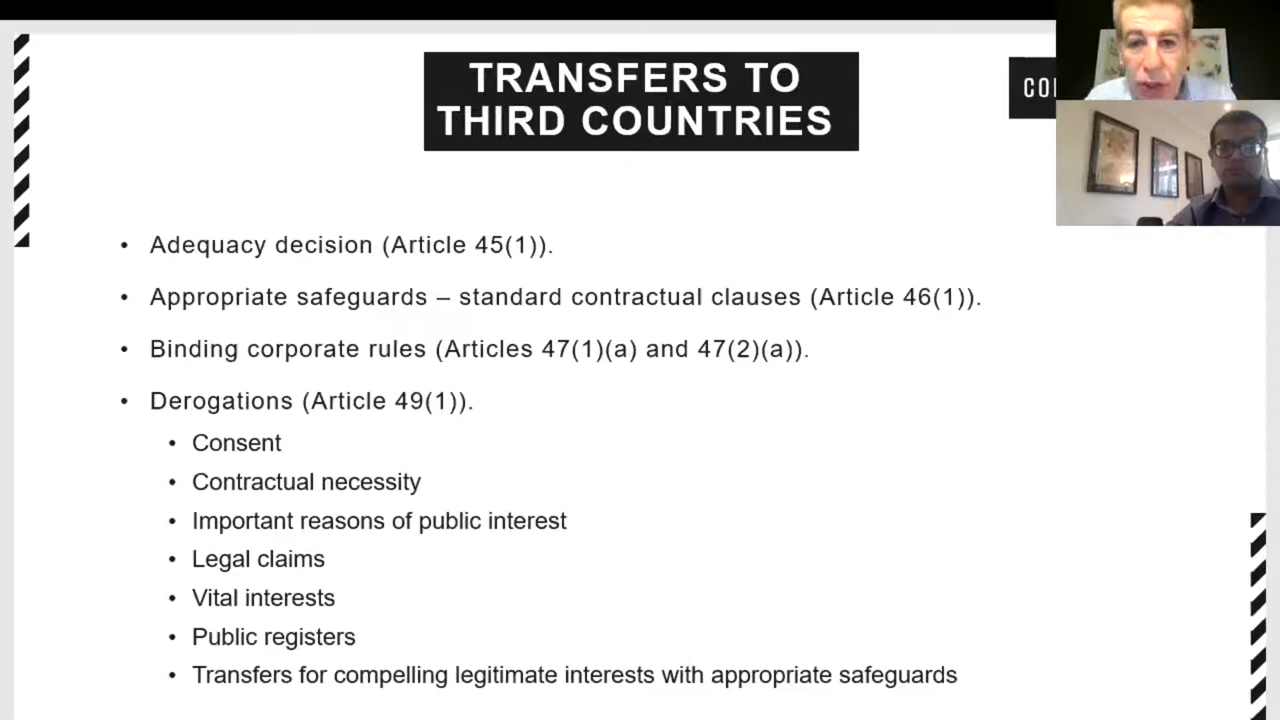 TRANSFERS TO
THIRD COUNTRIES
• Adequacy decision (Article 45(1)).
• Appropriate safeguards – standard contractual clauses (Article 46(1)).
• Binding corporate rules (Articles 47(1)(a) and 47(2)(a)).
• Derogations (Article 49(1)).
• Consent
• Contractual necessity
• Important reasons of public interest
• Legal claims
• Vital interests
• Public registers
• Transfers for compelling legitimate interests with appropriate safeguards